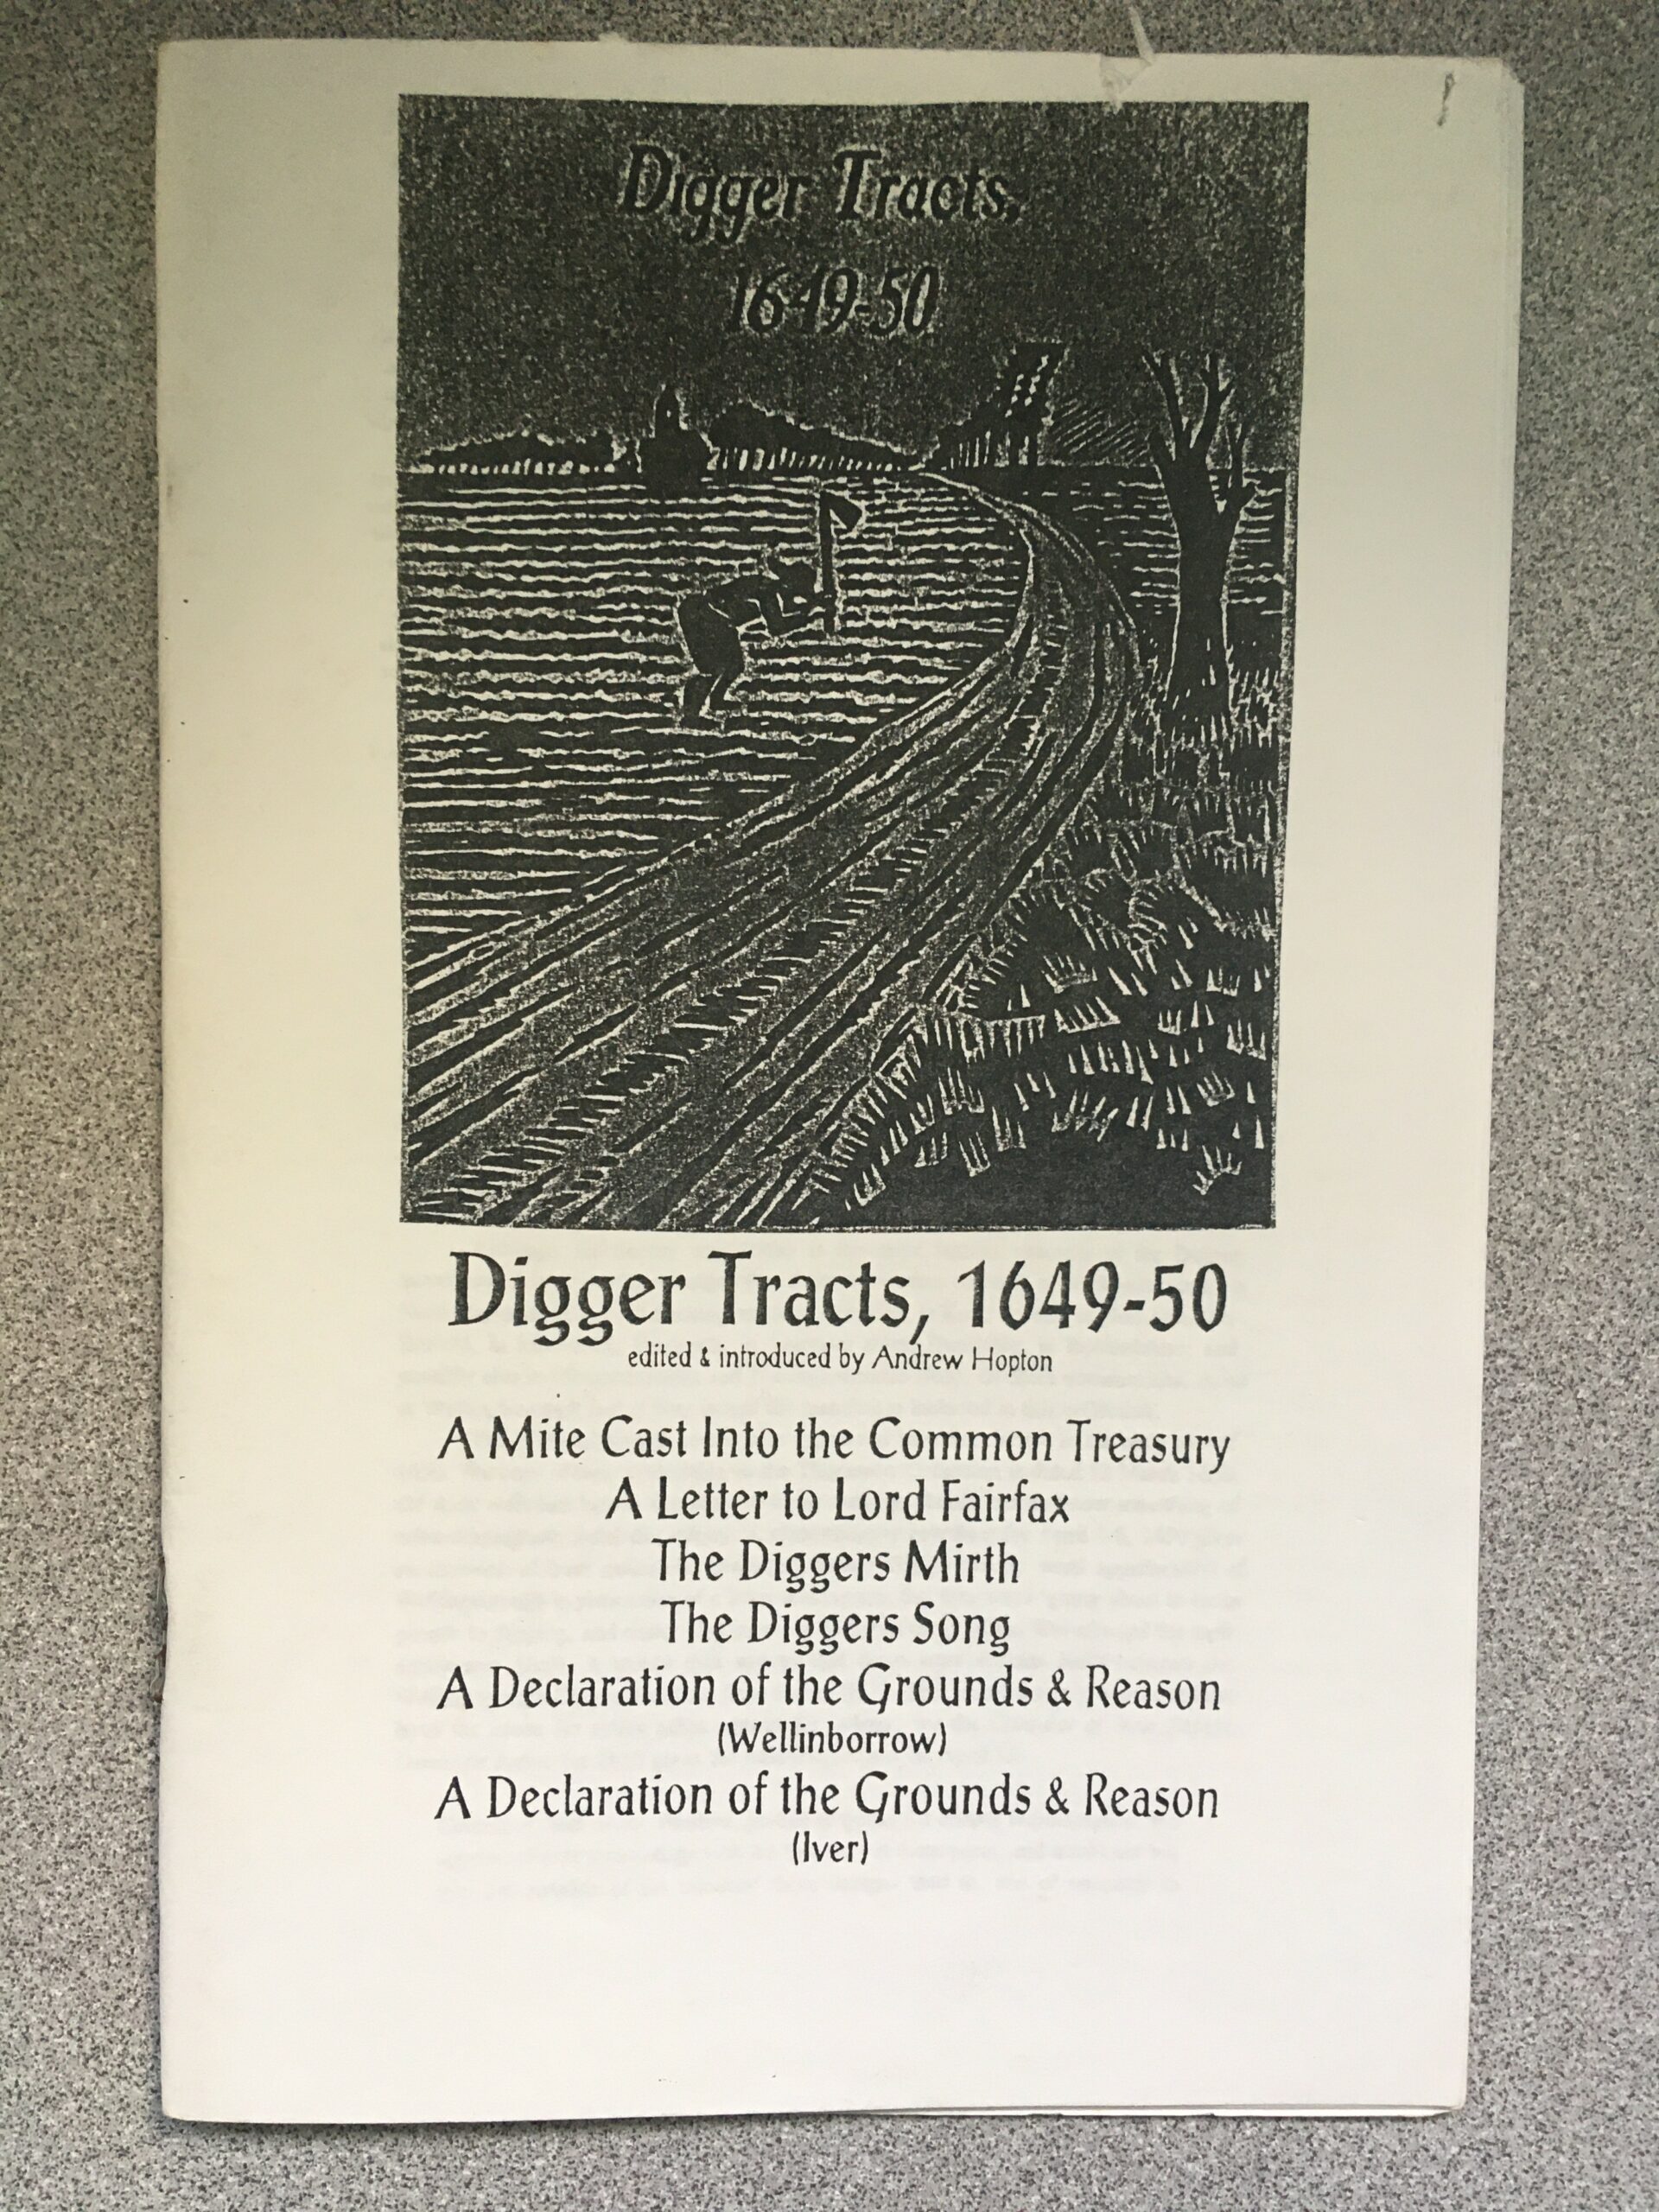 Digger Tracts,
1649-50
Digger Tracts, 1649-50
edited & introduced by Andrew Hopton
A Mite Cast Into the Common Treasury
A Letter to Lord Fairfax
The Diggers Mirth
The Diggers Song
A Declaration of the Grounds & Reason
(Wellinborrow)
A Declaration of the Grounds & Reason
(Iver)